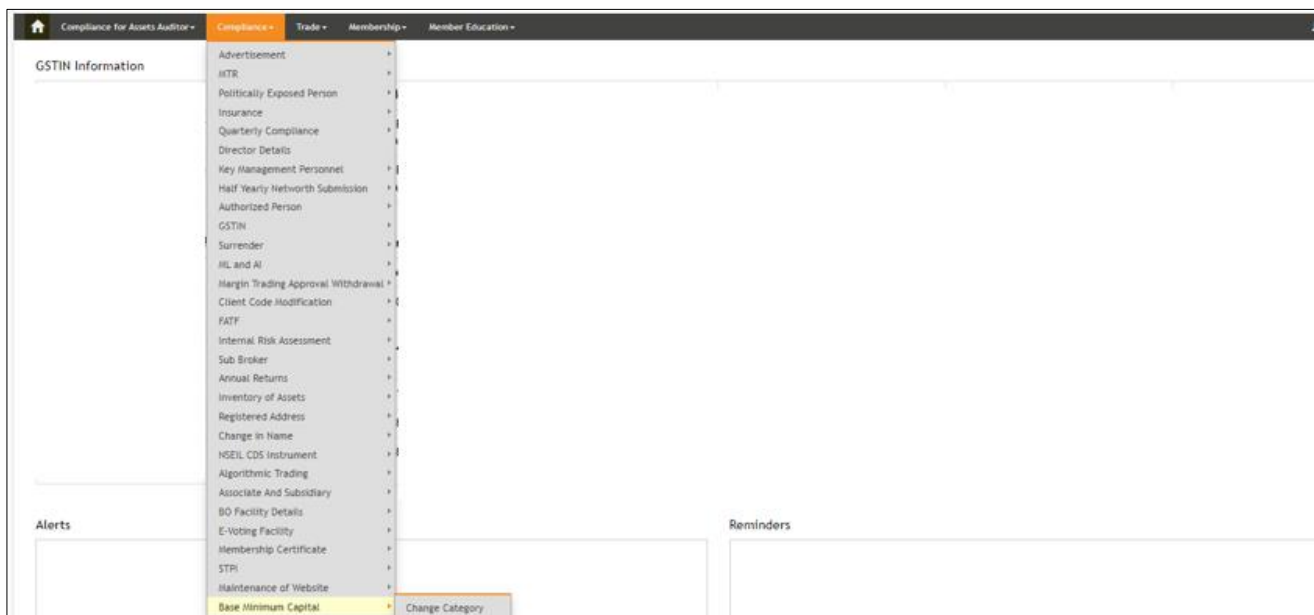 Compliance for Assets Auditor Compliance Trade Membership Member Education
GSTIN Information
Advertisement
MTR
Politically Exposed Person
Insurance
Quarterly Compliance
Director Details
Key Management Personnel
Half Yearly Networth Submission
Authorized Person
GSTIN
Surrender
ML and AI
Margin Trading Approval Withdrawal
Client Code Modification
FATF
Internal Risk Assessment
Sub Broker
Annual Returns
Inventory of Assets
Registered Address
Change in Name
NSEIL CDS Instrument
Algorithmic Trading
Associate And Subsidiary
BO Facility Details
E-Voting Facility
Membership Certificate
STPI
Maintenance of Website
Base Minimum Capital
Change Category
Alerts
Reminders